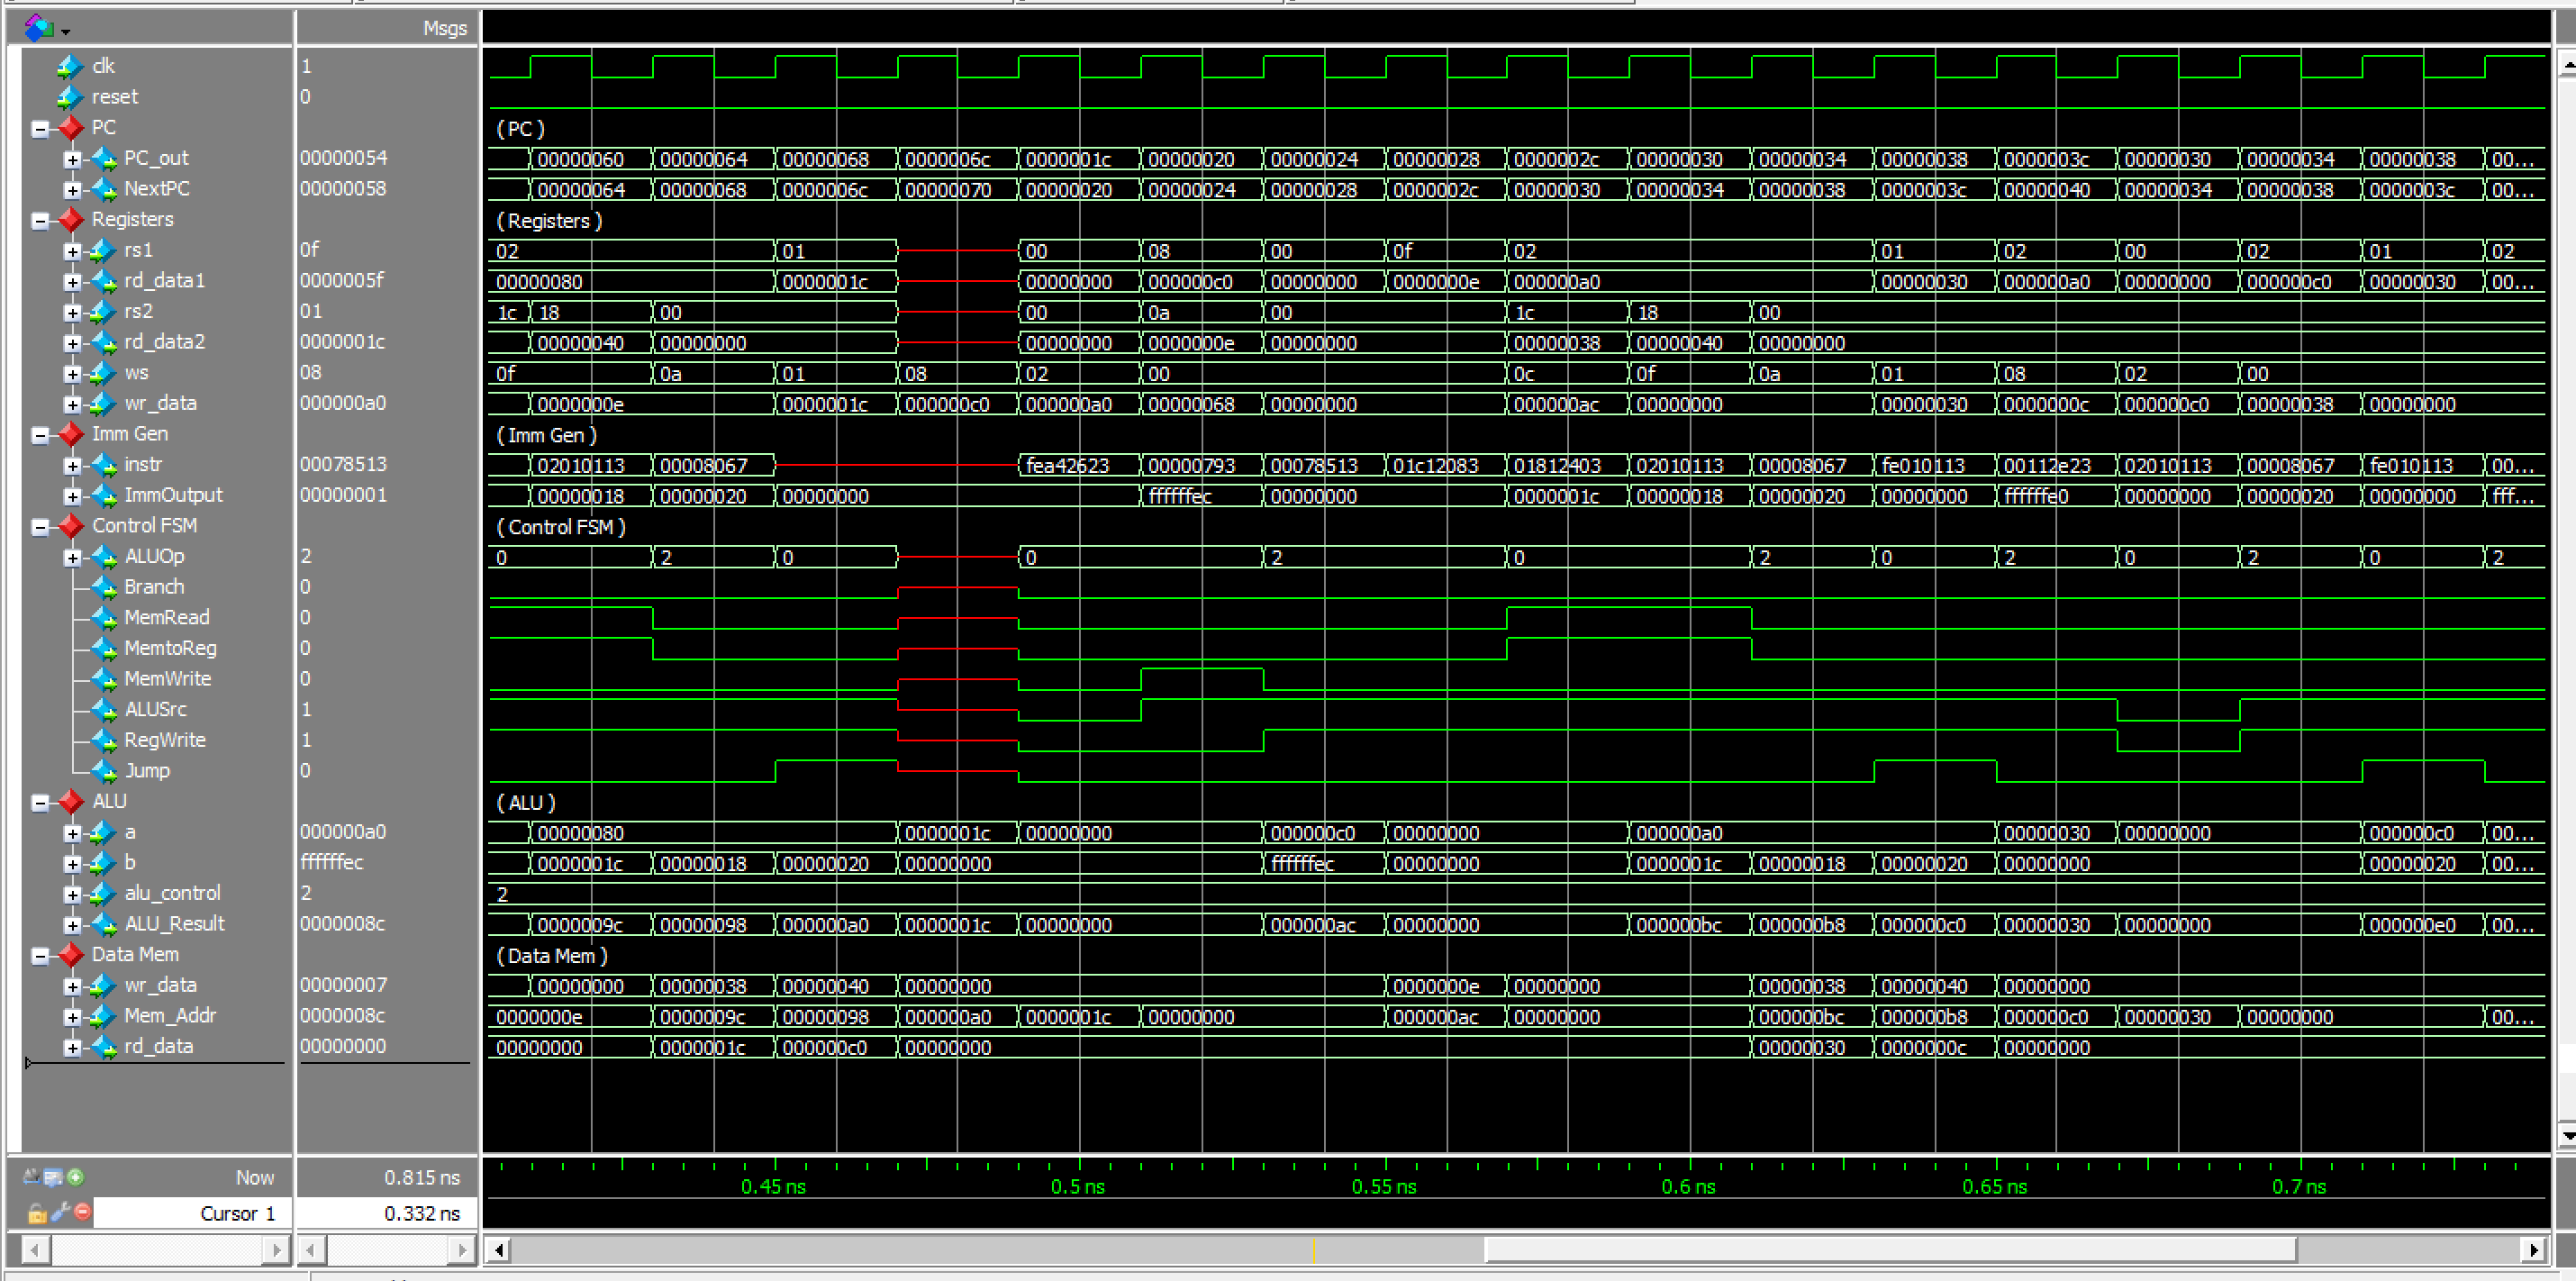 Msgs
clk 1
reset 0
PC (PC)
PC_out 00000054 00000060 00000064 00000068 0000006c 0000001c 00000020 00000024 00000028 0000002c 00000030 00000034 00000038 0000003c 00000030 00000034 00000038 00...
NextPC 00000058 00000064 00000068 0000006c 00000070 00000020 00000024 00000028 0000002c 00000030 00000034 00000038 0000003c 00000040 00000034 00000038 0000003c 00...
Registers (Registers)
rs1 0f 02 01 00 08 00 0f 02 01 02 00 02 01 02
rd_data1 0000005f 00000080 0000001c 00000000 000000c0 00000000 0000000e 000000a0 00000030 000000a0 00000000 000000c0 00000030 00...
rs2 01 1c 18 00 00 0a 00 1c 18 00
rd_data2 0000001c 00000040 00000000 00000000 0000000e 00000000 00000038 00000040 00000000
ws 08 0f 0a 01 08 02 00 0c 0f 0a 01 08 02 00
wr_data 000000a0 0000000e 0000001c 000000c0 000000a0 00000068 00000000 000000ac 00000000 00000030 0000000c 000000c0 00000038 00000000
Imm Gen (Imm Gen)
instr 00078513 02010113 00008067 fea42623 00000793 00078513 01c12083 01812403 02010113 00008067 fe010113 00112e23 02010113 00008067 fe010113 00...
ImmOutput 00000001 00000018 00000020 00000000 ffffffec 00000000 0000001c 00000018 00000020 00000000 ffffffe0 00000000 00000020 00000000 fff...
Control FSM (Control FSM)
ALUOp 2 0 2 0 0 2 0 2 0 2 0 2 0 2
Branch 0
MemRead 0
MemtoReg 0
MemWrite 0
ALUSrc 1
RegWrite 1
Jump 0
ALU (ALU)
a 000000a0 00000080 0000001c 00000000 000000c0 00000000 000000a0 00000030 00000000 000000c0 00...
b ffffffec 0000001c 00000018 00000020 00000000 ffffffec 00000000 0000001c 00000018 00000020 00000000 00000020 00...
alu_control 2 2
ALU_Result 0000008c 0000009c 00000098 000000a0 0000001c 00000000 000000ac 00000000 000000bc 000000b8 000000c0 00000030 00000000 000000e0 00...
Data Mem (Data Mem)
wr_data 00000007 00000000 00000038 00000040 00000000 0000000e 00000000 00000038 00000040 00000000
Mem_Addr 0000008c 0000000e 0000009c 00000098 000000a0 0000001c 00000000 000000ac 00000000 000000bc 000000b8 000000c0 00000030 00000000 00...
rd_data 00000000 00000000 0000001c 000000c0 00000000 00000030 0000000c 00000000
Now 0.815 ns 0.45 ns 0.5 ns 0.55 ns 0.6 ns 0.65 ns 0.7 ns
Cursor 1 0.332 ns